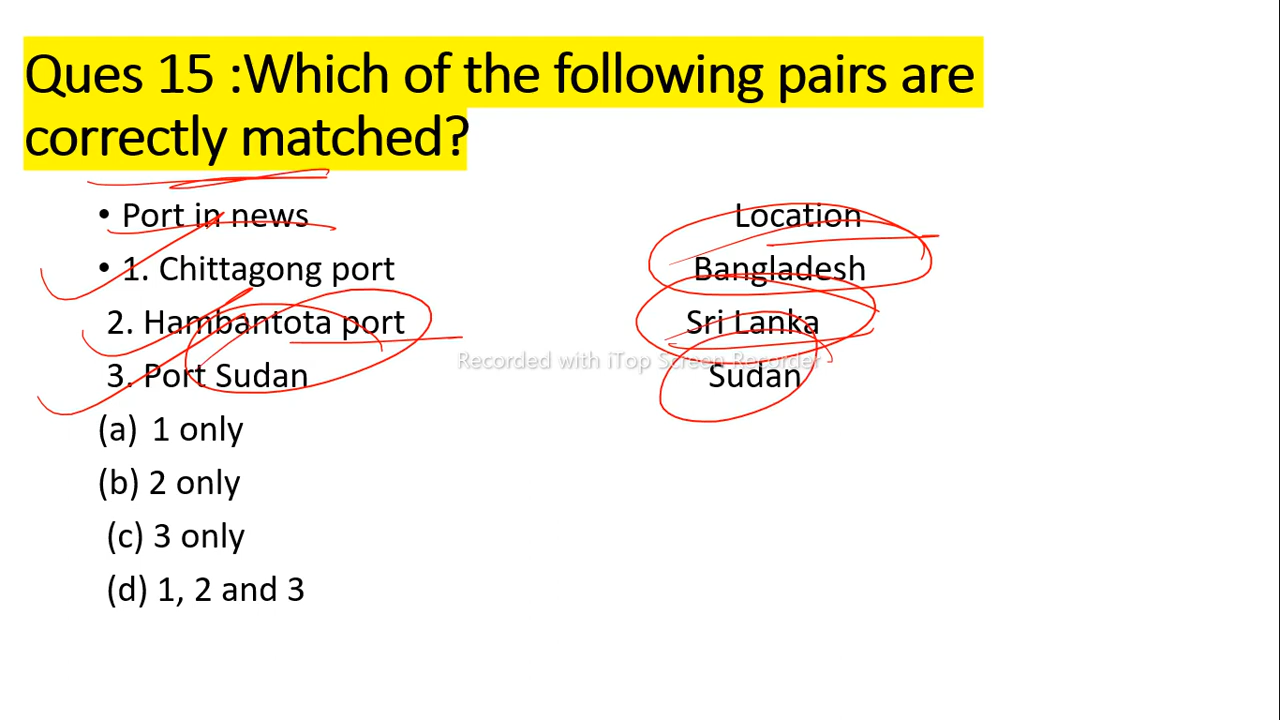 Ques 15 :Which of the following pairs are
correctly matched?
• Port in news Location
• 1. Chittagong port Bangladesh
2. Hambantota port Sri Lanka
Recorded with iTop Screen Recorder
3. Port Sudan Sudan
(a) 1 only
(b) 2 only
(c) 3 only
(d) 1, 2 and 3